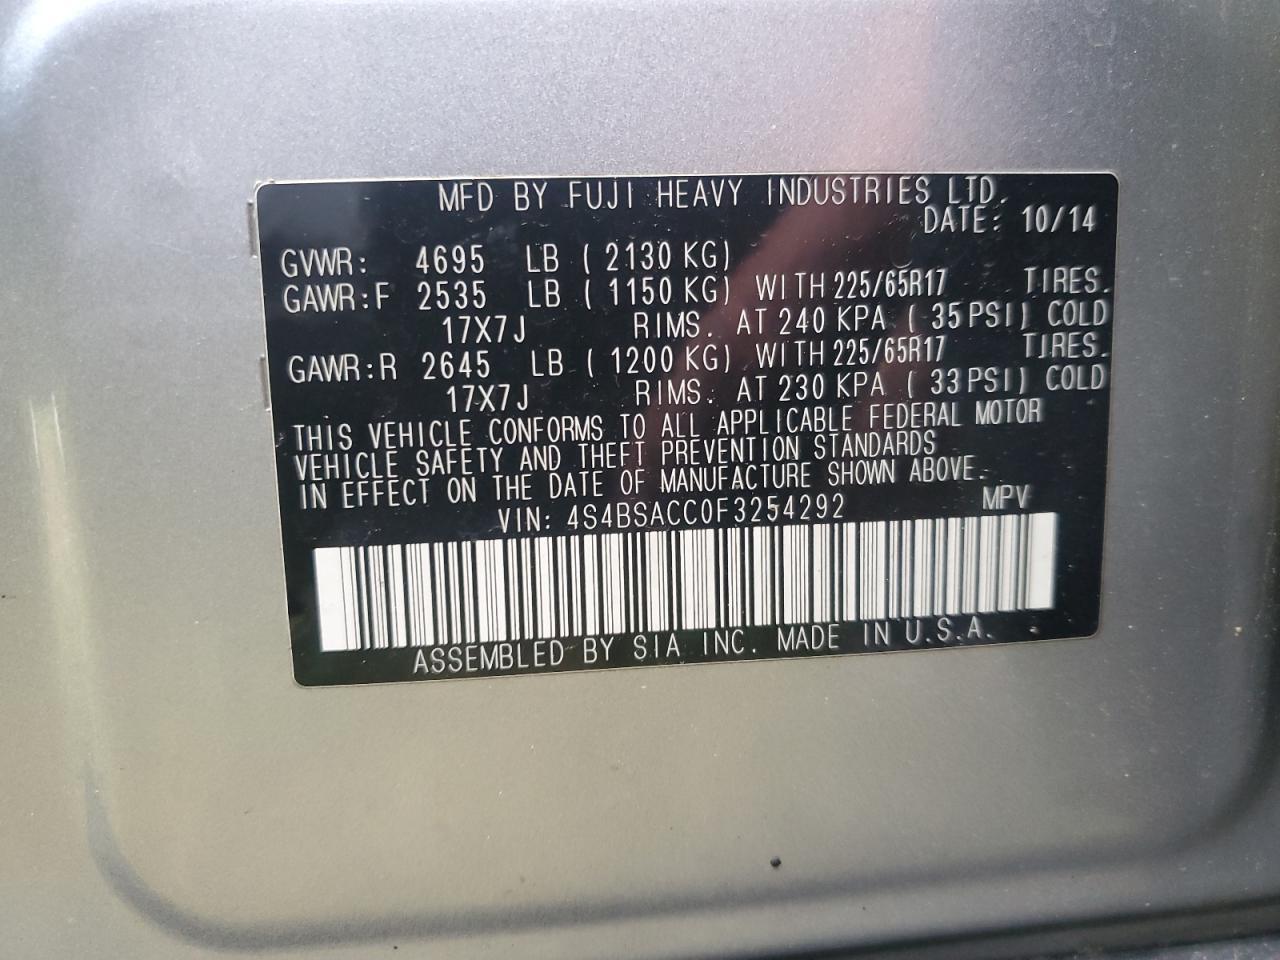 MFD BY FUJI HEAVY INDUSTRIES LTD.
DATE: 10/14
GVWR: 4695 LB ( 2130 KG)
GAWR:F 2535 LB ( 1150 KG) WITH 225/65R17 TIRES.
17X7J RIMS. AT 240 KPA ( 35PSI) COLD
GAWR:R 2645 LB ( 1200 KG) WITH 225/65R17 TIRES.
17X7J RIMS. AT 230 KPA ( 33PSI) COLD
THIS VEHICLE CONFORMS TO ALL APPLICABLE FEDERAL MOTOR
VEHICLE SAFETY AND THEFT PREVENTION STANDARDS
IN EFFECT ON THE DATE OF MANUFACTURE SHOWN ABOVE.
VIN: 4S4BSACC0F3254292 MPV
ASSEMBLED BY SIA INC. MADE IN U.S.A.